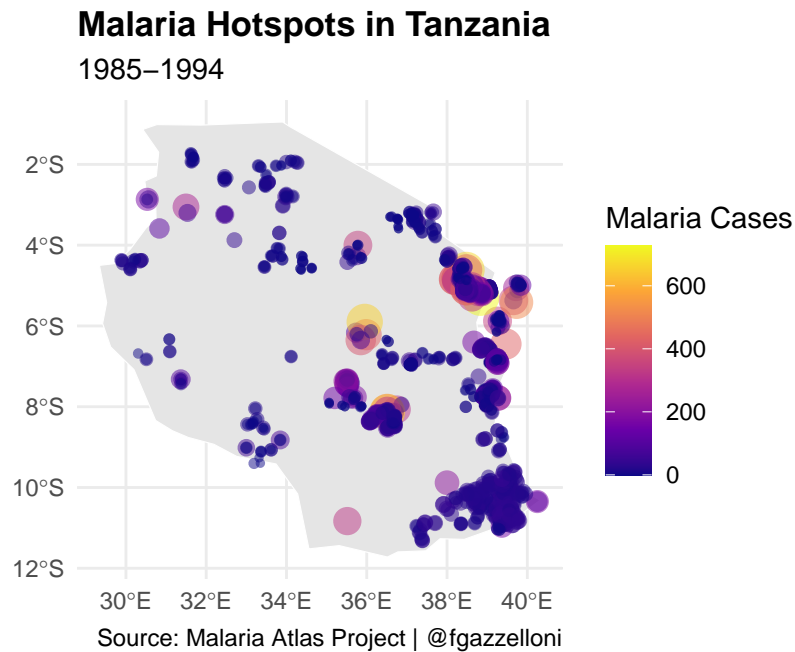 Malaria Hotspots in Tanzania
1985−1994
2°S
4°S
6°S
8°S
10°S
12°S
30°E 32°E 34°E 36°E 38°E 40°E
Malaria Cases
600
400
200
0
Source: Malaria Atlas Project | @fgazzelloni